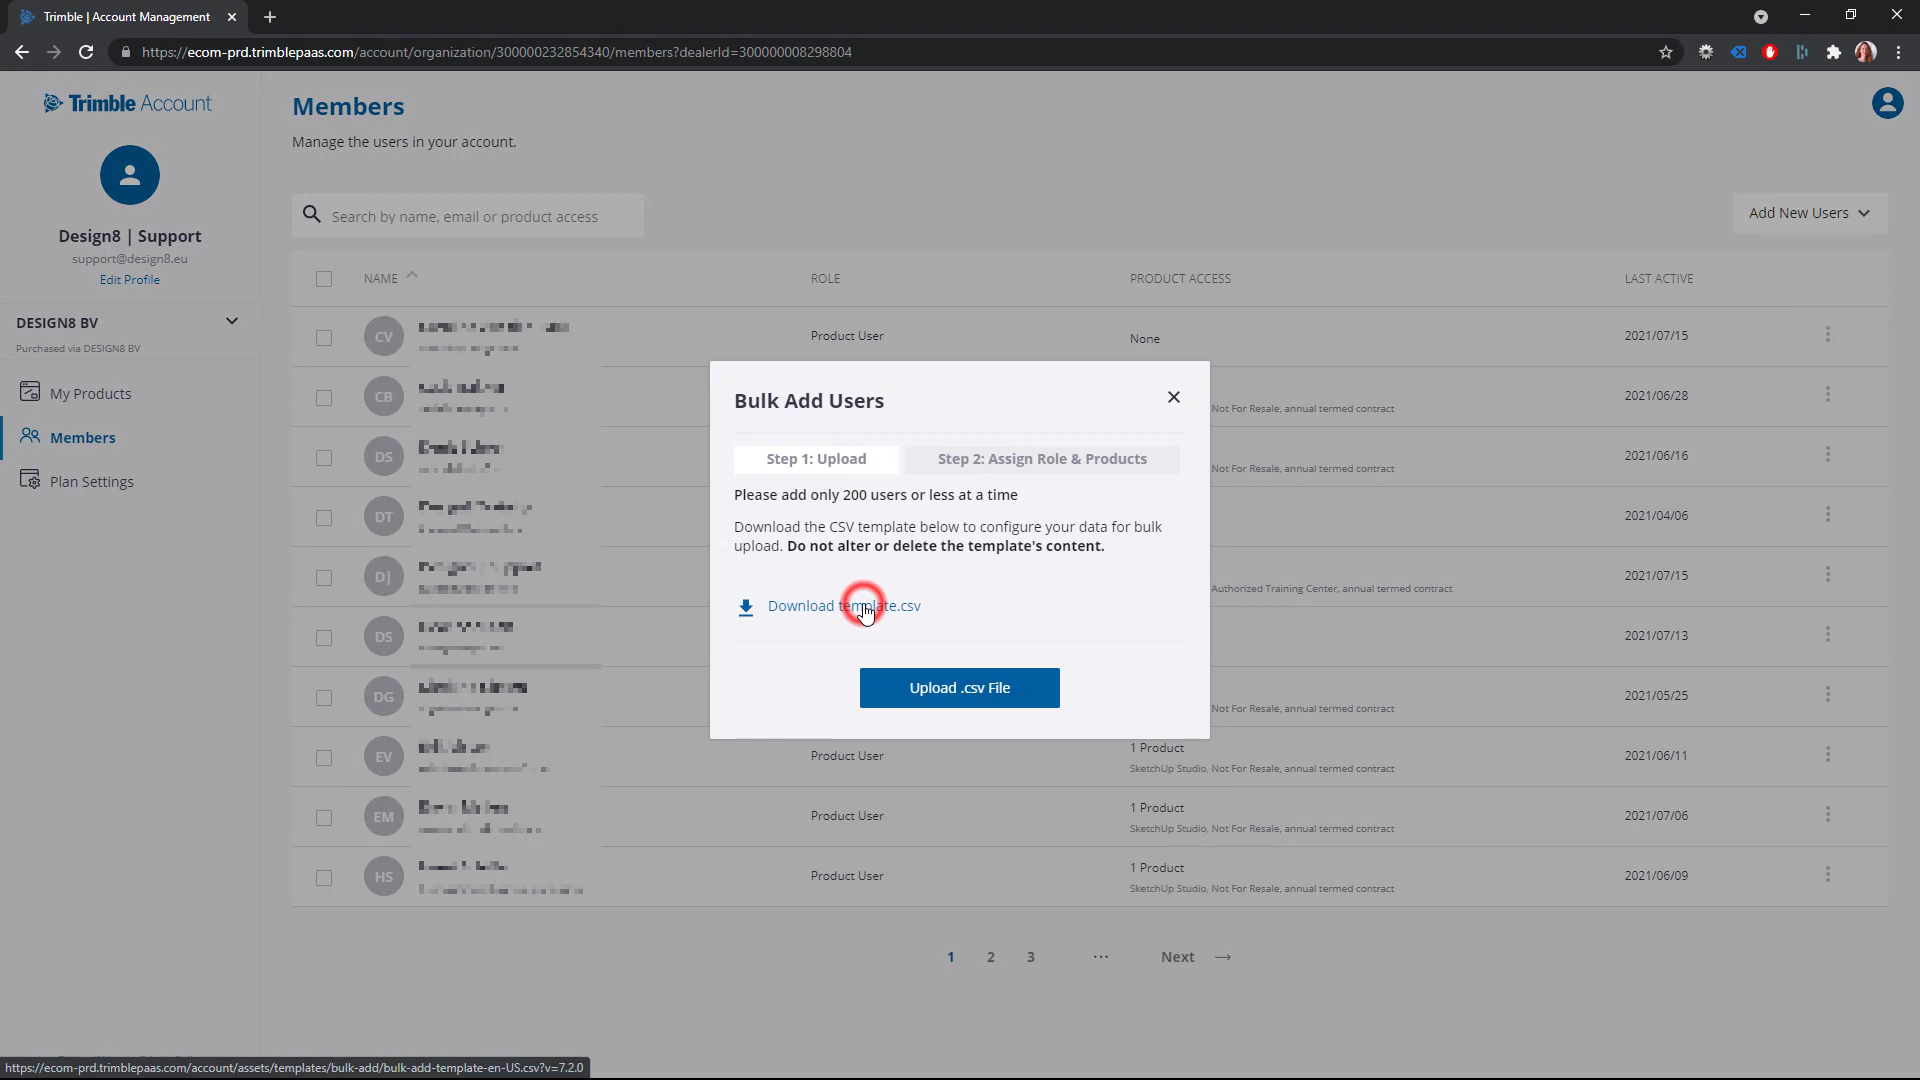 Trimble | Account Management
https://ecom-prd.trimblepaas.com/account/organization/300000232854340/members?dealerId=300000008298804
Trimble Account
Design8 | Support
support@design8.eu
Edit Profile
DESIGN8 BV
Purchased via DESIGN8 BV
My Products
Members
Plan Settings
Members
Manage the users in your account.
Search by name, email or product access
Add New Users
NAME ROLE PRODUCT ACCESS LAST ACTIVE
CV Product User None 2021/07/15
CB 2021/06/28
Not For Resale, annual termed contract
DS 2021/06/16
Not For Resale, annual termed contract
DT 2021/04/06
D| 2021/07/15
Authorized Training Center, annual termed contract
DS 2021/07/13
DG 2021/05/25
Not For Resale, annual termed contract
EV Product User 1 Product 2021/06/11
SketchUp Studio, Not For Resale, annual termed contract
EM Product User 1 Product 2021/07/06
SketchUp Studio, Not For Resale, annual termed contract
HS Product User 1 Product 2021/06/09
SketchUp Studio, Not For Resale, annual termed contract
1 2 3 ... Next →
Bulk Add Users
Step 1: Upload Step 2: Assign Role & Products
Please add only 200 users or less at a time
Download the CSV template below to configure your data for bulk
upload. Do not alter or delete the template's content.
Download template.csv
Upload .csv File
https://ecom-prd.trimblepaas.com/account/assets/templates/bulk-add/bulk-add-template-en-US.csv?v=7.2.0